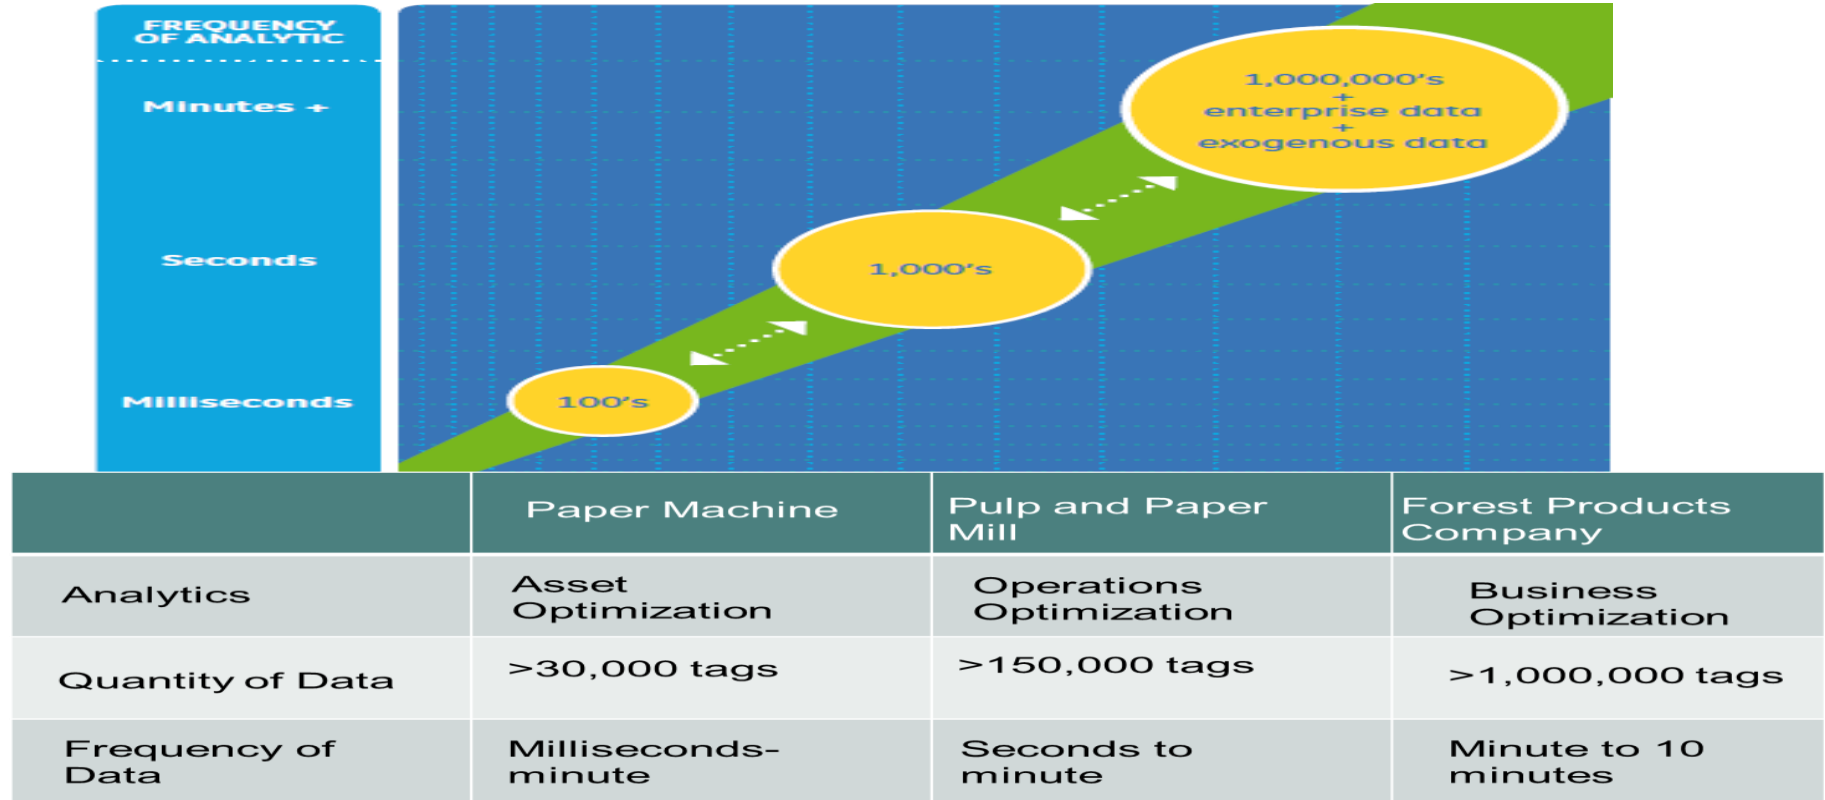 FREQUENCY
OF ANALYTIC
Minutes +
Seconds
Milliseconds
1,000,000's
+
enterprise data
+
exogenous data
1,000's
100's
Paper Machine
Pulp and Paper
Mill
Forest Products
Company
Analytics
Asset
Optimization
Operations
Optimization
Business
Optimization
Quantity of Data
>30,000 tags
>150,000 tags
>1,000,000 tags
Frequency of
Data
Milliseconds-
minute
Seconds to
minute
Minute to 10
minutes